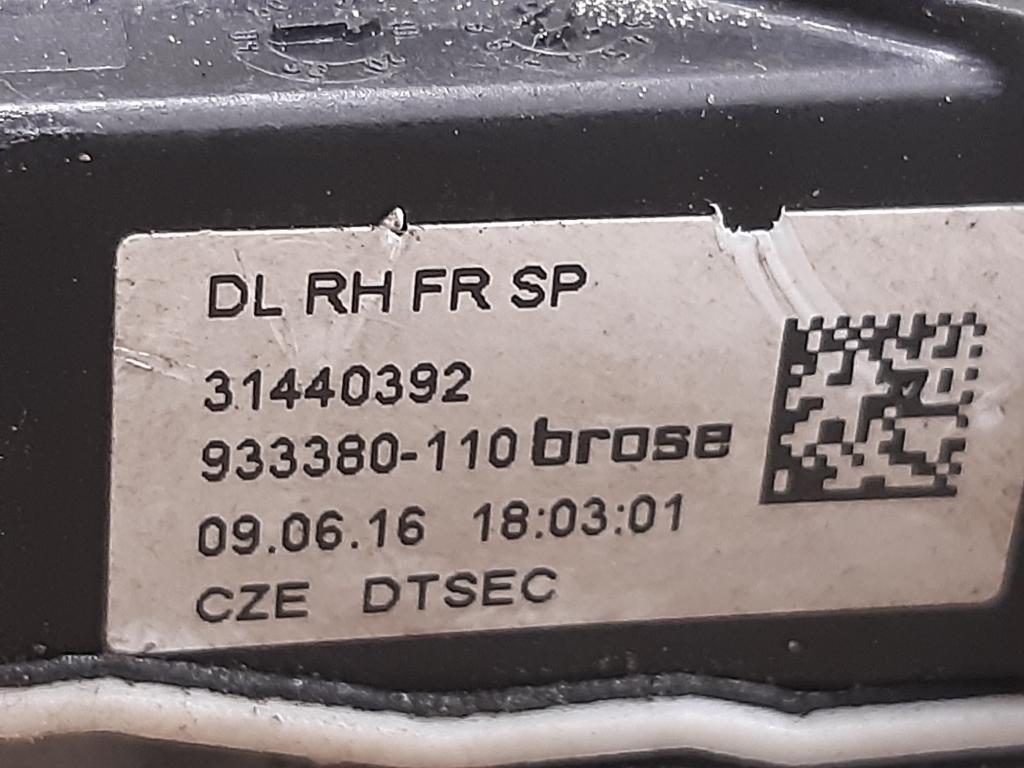 DL RH FR SP
31440392
933380-110 brose
09.06.16 18:03:01
CZE DTSEC